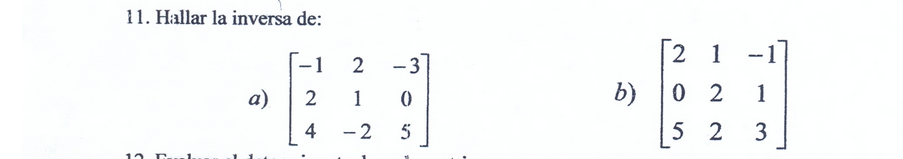 11. Hallar la inversa de:
a) [-1 2 -3
2 1 0
4 -2 5]
b) [2 1 -1
0 2 1
5 2 3]